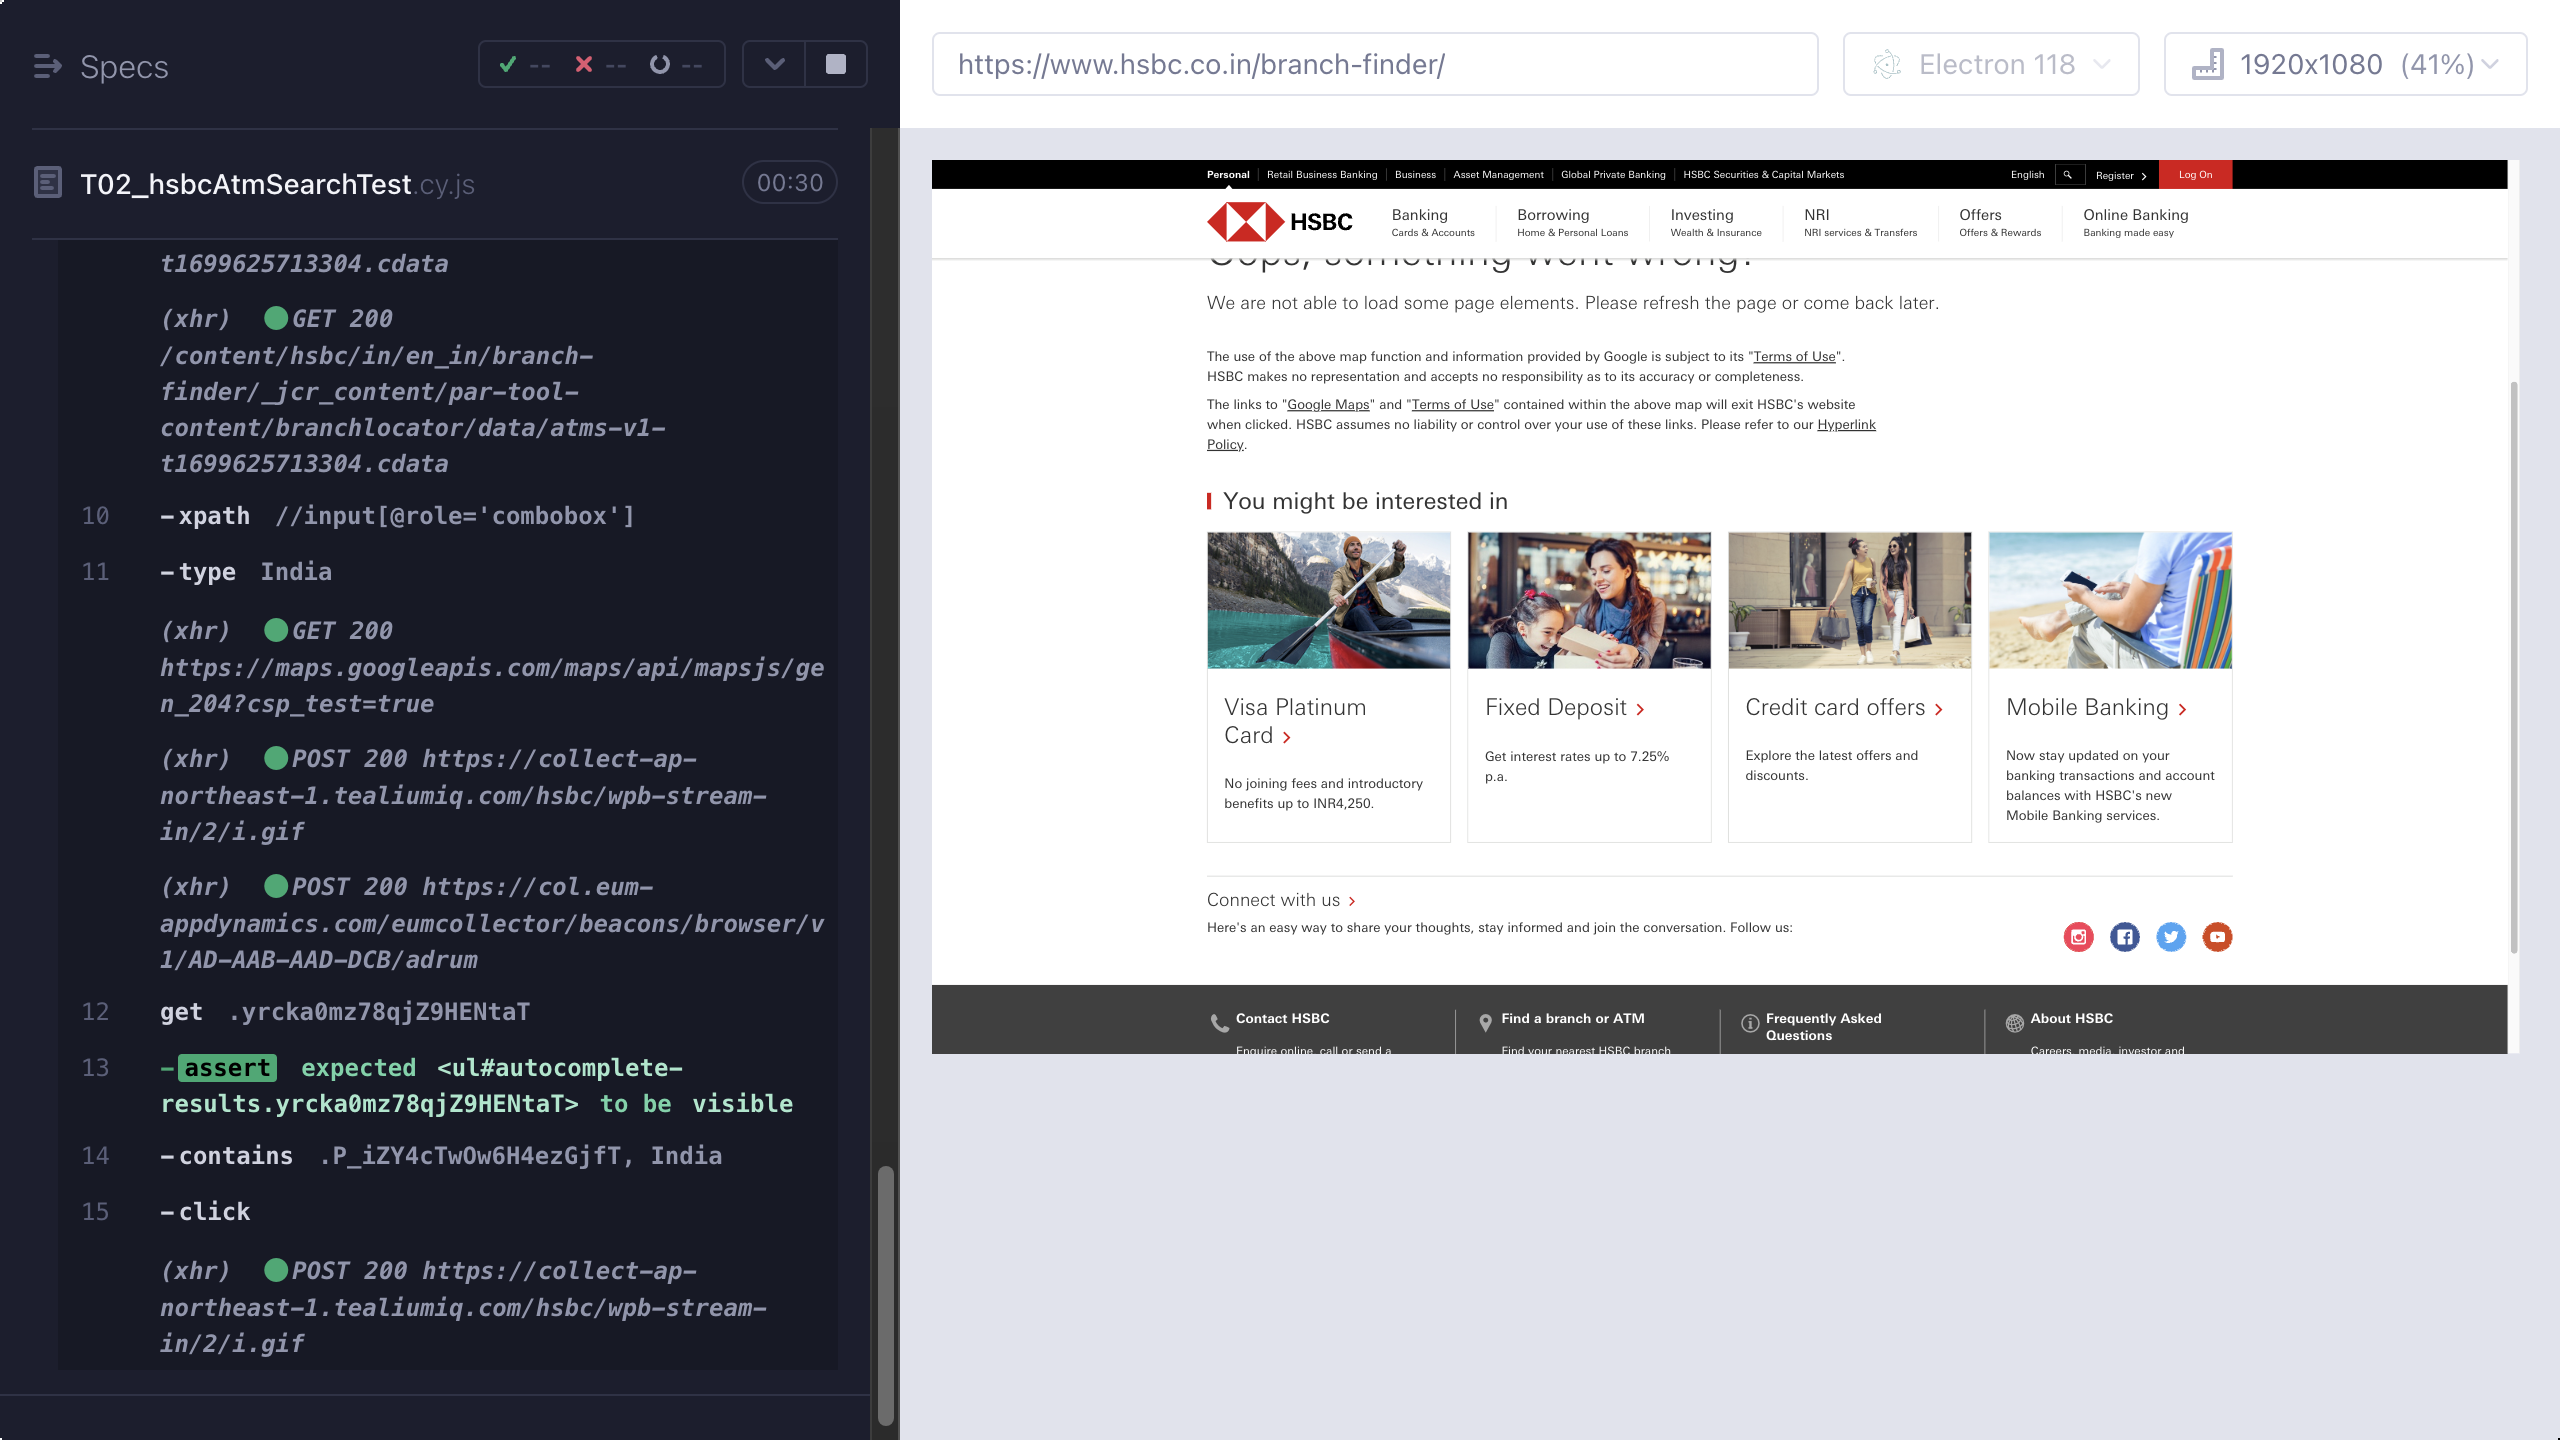 Specs
--
--
--
T02_hsbcAtmSearchTest.cy.js
00:30
t1699625713304.cdata
(xhr) GET 200
/content/hsbc/in/en_in/branch-
finder/_jcr_content/par-tool-
content/branchlocator/data/atms-v1-
t1699625713304.cdata
10 -xpath //input[@role='combobox']
11 -type India
(xhr) GET 200
https://maps.googleapis.com/maps/api/mapsjs/ge
n_204?csp_test=true
(xhr) POST 200 https://collect-ap-
northeast-1.tealiumiq.com/hsbc/wpb-stream-
in/2/i.gif
(xhr) POST 200 https://col.eum-
appdynamics.com/eumcollector/beacons/browser/v
1/AD-AAB-AAD-DCB/adrum
12 get .yrcka0mz78qjZ9HENtaT
13 -assert expected <ul#autocomplete-
results.yrcka0mz78qjZ9HENtaT> to be visible
14 -contains .P_iZY4cTwOw6H4ezGjfT, India
15 -click
(xhr) POST 200 https://collect-ap-
northeast-1.tealiumiq.com/hsbc/wpb-stream-
in/2/i.gif
https://www.hsbc.co.in/branch-finder/
Electron 118
1920x1080 (41%)
Personal Retail Business Banking Business Asset Management Global Private Banking HSBC Securities & Capital Markets
English Register Log On
HSBC
Banking
Cards & Accounts
Borrowing
Home & Personal Loans
Investing
Wealth & Insurance
NRI
NRI services & Transfers
Offers
Offers & Rewards
Online Banking
Banking made easy
Oops, something went wrong.
We are not able to load some page elements. Please refresh the page or come back later.
The use of the above map function and information provided by Google is subject to its "Terms of Use".
HSBC makes no representation and accepts no responsibility as to its accuracy or completeness.
The links to "Google Maps" and "Terms of Use" contained within the above map will exit HSBC's website
when clicked. HSBC assumes no liability or control over your use of these links. Please refer to our Hyperlink
Policy.
You might be interested in
Visa Platinum
Card
No joining fees and introductory
benefits up to INR4,250.
Fixed Deposit
Get interest rates up to 7.25%
p.a.
Credit card offers
Explore the latest offers and
discounts.
Mobile Banking
Now stay updated on your
banking transactions and account
balances with HSBC's new
Mobile Banking services.
Connect with us
Here's an easy way to share your thoughts, stay informed and join the conversation. Follow us:
Contact HSBC
Enquire online, call or send a
Find a branch or ATM
Find your nearest HSBC branch
Frequently Asked
Questions
About HSBC
Careers, media, investor and